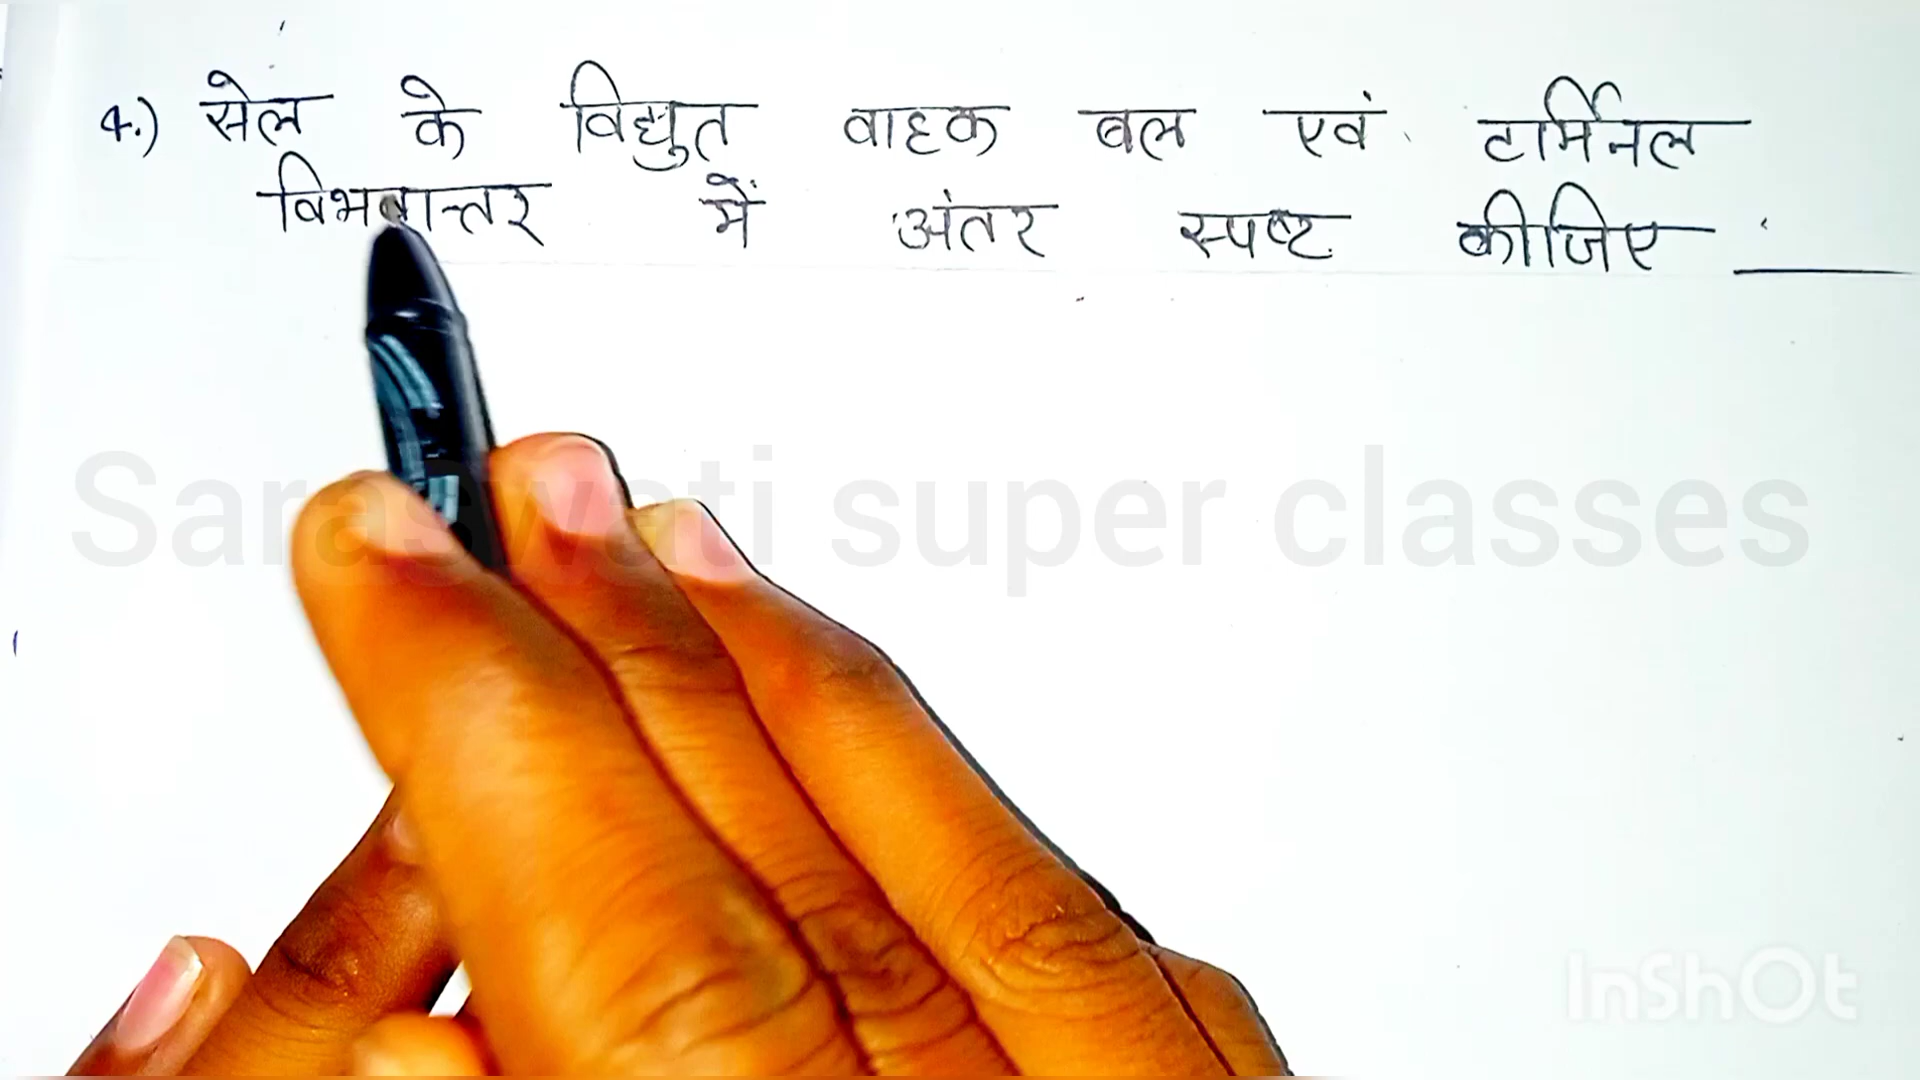 4.) सेल के विद्युत वाहक बल एवं टर्मिनल
विभवान्तर में अंतर स्पष्ट कीजिए
Saraswati super classes
InShOt